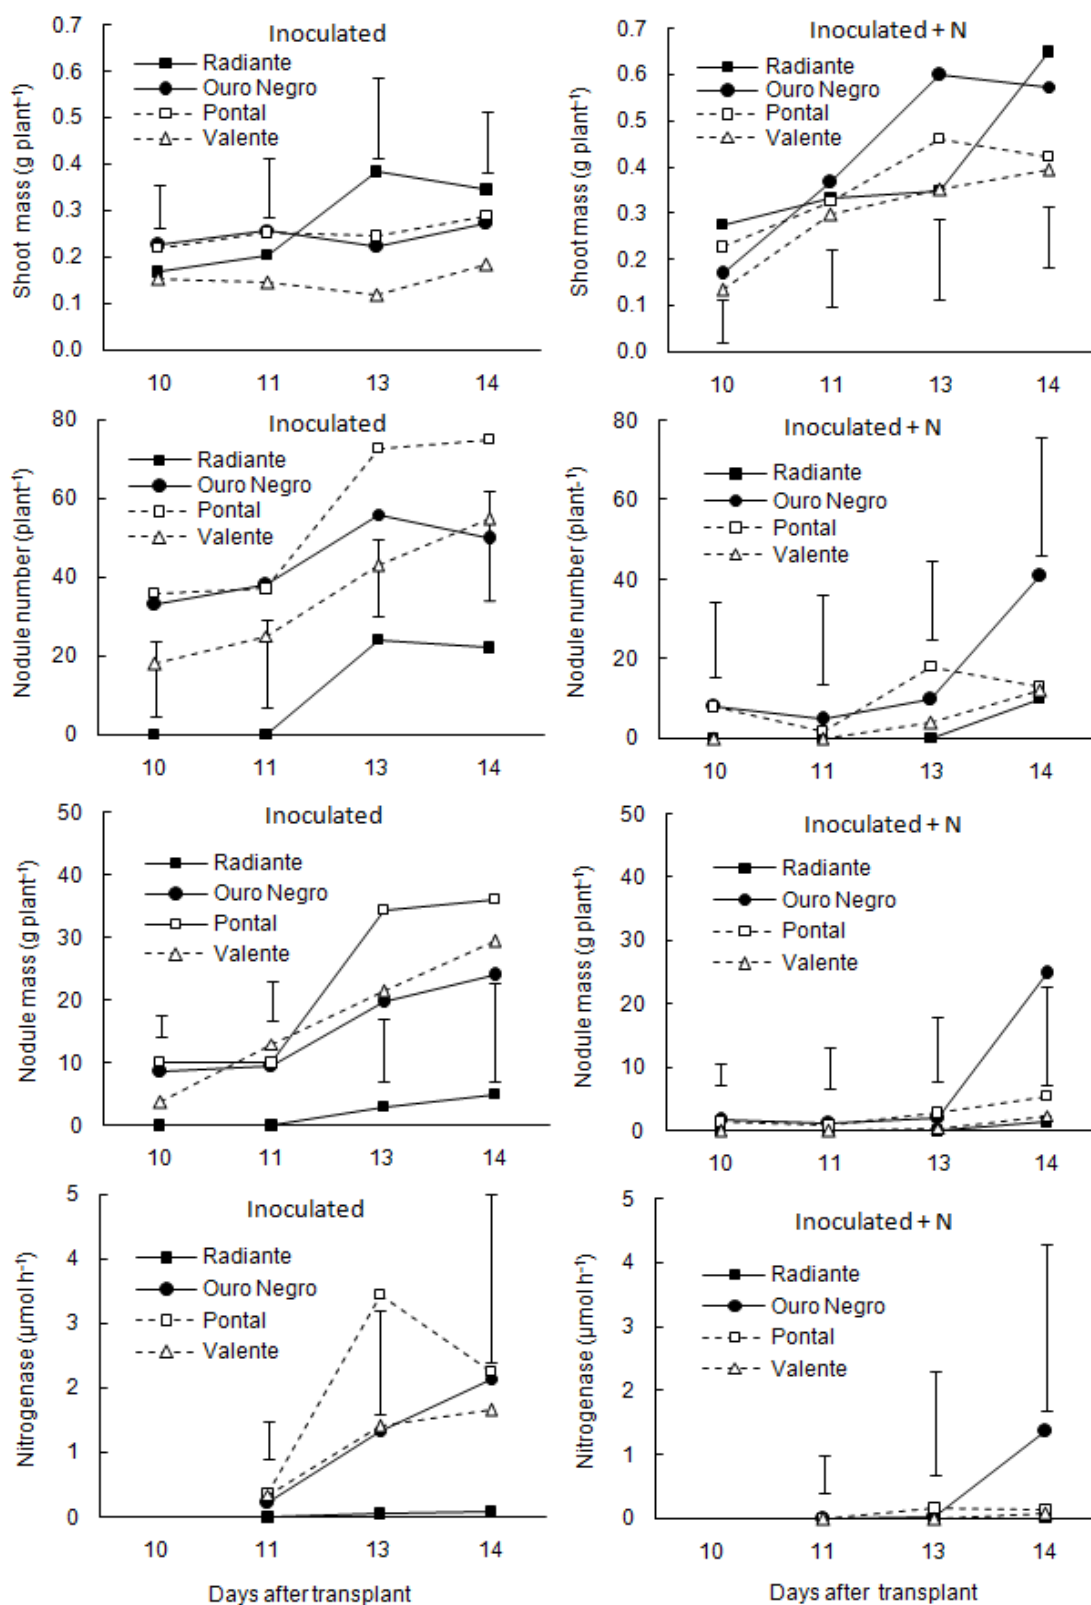 Inoculated
Shoot mass (g plant⁻¹)
0.7
0.6
0.5
0.4
0.3
0.2
0.1
0.0
Radiante
Ouro Negro
Pontal
Valente
10 11 13 14
Inoculated + N
Shoot mass (g plant⁻¹)
0.7
0.6
0.5
0.4
0.3
0.2
0.1
0.0
Radiante
Ouro Negro
Pontal
Valente
10 11 13 14
Inoculated
Nodule number (plant⁻¹)
80
60
40
20
0
Radiante
Ouro Negro
Pontal
Valente
10 11 13 14
Inoculated + N
Nodule number (plant-¹)
80
60
40
20
0
Radiante
Ouro Negro
Pontal
Valente
10 11 13 14
Inoculated
Nodule mass (g plant⁻¹)
50
40
30
20
10
0
Radiante
Ouro Negro
Pontal
Valente
10 11 13 14
Inoculated + N
Nodule mass (g plant⁻¹)
50
40
30
20
10
0
Radiante
Ouro Negro
Pontal
Valente
10 11 13 14
Inoculated
Nitrogenase (µmol h⁻¹)
5
4
3
2
1
0
Radiante
Ouro Negro
Pontal
Valente
10 11 13 14
Days after transplant
Inoculated + N
Nitrogenase (µmol h⁻¹)
5
4
3
2
1
0
Radiante
Ouro Negro
Pontal
Valente
10 11 13 14
Days after transplant